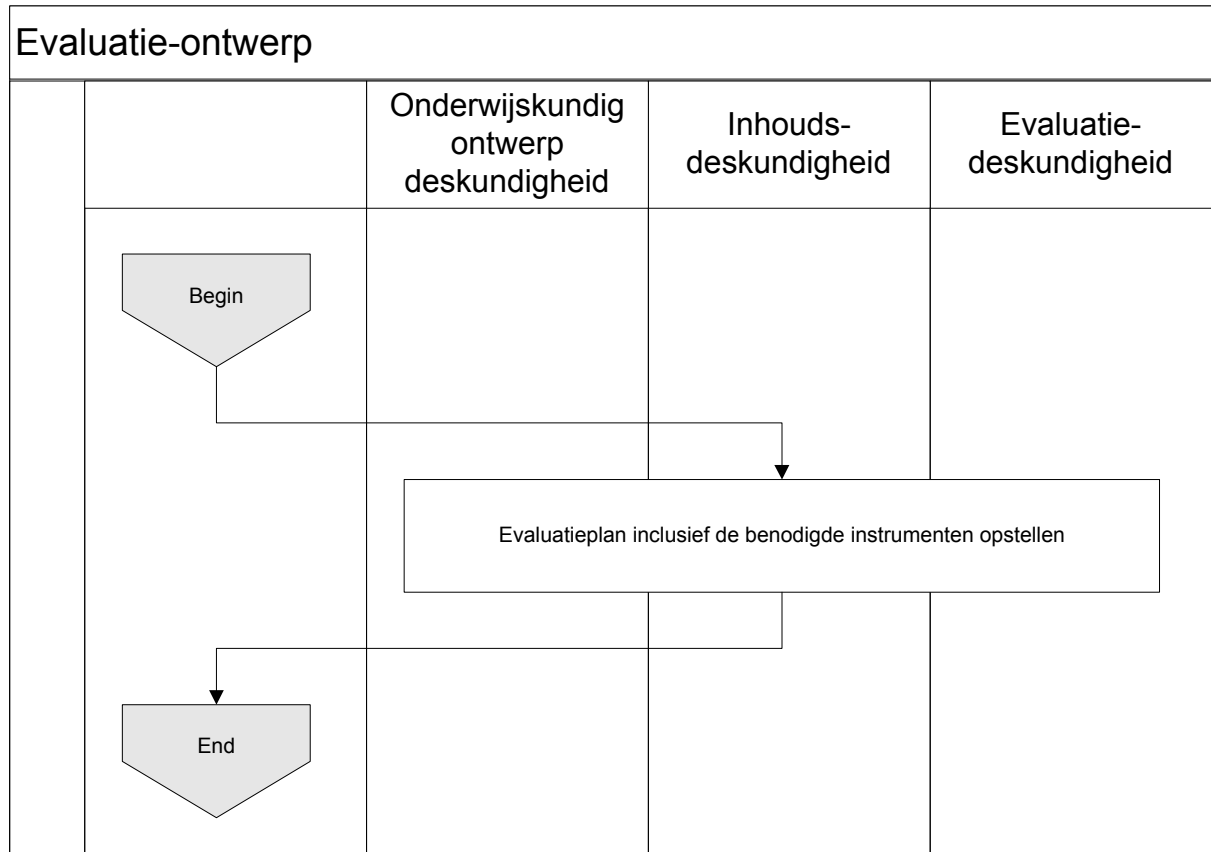 Evaluatie-ontwerp
Onderwijskundig
ontwerp
deskundigheid
Inhouds-
deskundigheid
Evaluatie-
deskundigheid
Begin
Evaluatieplan inclusief de benodigde instrumenten opstellen
End